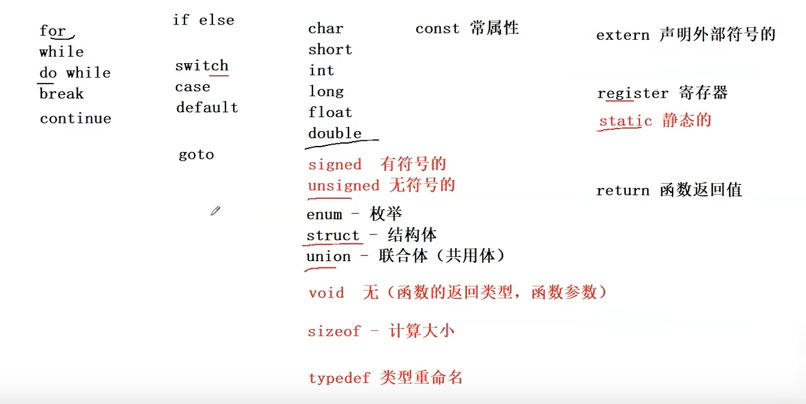 for
while
do while
break
continue
if else
switch
case
default
goto
char
short
int
long
float
double
signed 有符号的
unsigned 无符号的
enum - 枚举
struct - 结构体
union - 联合体（共用体）
void 无（函数的返回类型，函数参数）
sizeof - 计算大小
typedef 类型重命名
const 常属性
extern 声明外部符号的
register 寄存器
static 静态的
return 函数返回值